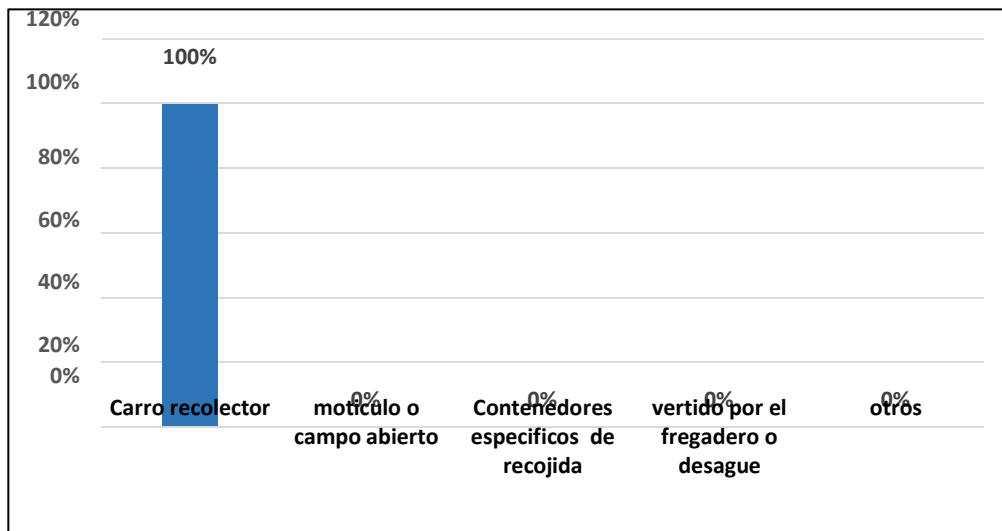 120%
100%
100%
80%
60%
40%
20%
0%
0%
0%
0%
0%
Carro recolector
moticulo o
campo abierto
Contenedores
especificos de
recojida
vertido por el
fregadero o
desague
otros